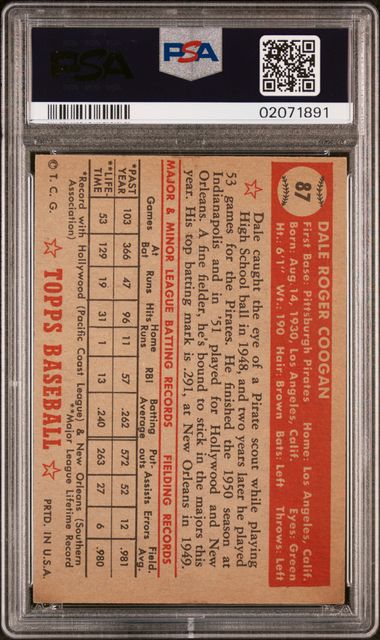 PSA
PSA
02071891
87
DALE ROGER COOGAN
First Base: Pittsburgh Pirates Home: Los Angeles, Calif.
Born: Aug. 14, 1930, Los Angeles, Calif. Eyes: Green
Ht.: 6'1" Wt.: 190 Hair: Brown Bats: Left Throws: Left
Dale caught the eye of a Pirate scout while playing
High School ball in 1948, and two years later he played
53 games for the Pirates. He finished the 1950 season at
Indianapolis and in '51 played for Hollywood and New
Orleans. A fine fielder, he's bound to stick in the majors this
year. His top batting mark is .291, at New Orleans in 1949.
MAJOR & MINOR LEAGUE BATTING RECORDS FIELDING RECORDS
Games At Bat Runs Hits Home Runs RBI Batting Average Put-outs Assists Errors Field. Avg.
*PAST YEAR 103 366 47 96 11 57 .262 572 52 12 .981
**LIFE-TIME 53 129 19 31 1 13 .240 263 27 6 .980
*Record with Hollywood (Pacific Coast League) & New Orleans (Southern
Association) **Major League Lifetime Record
© T. C. G. TOPPS BASEBALL PRTD. IN U.S.A.